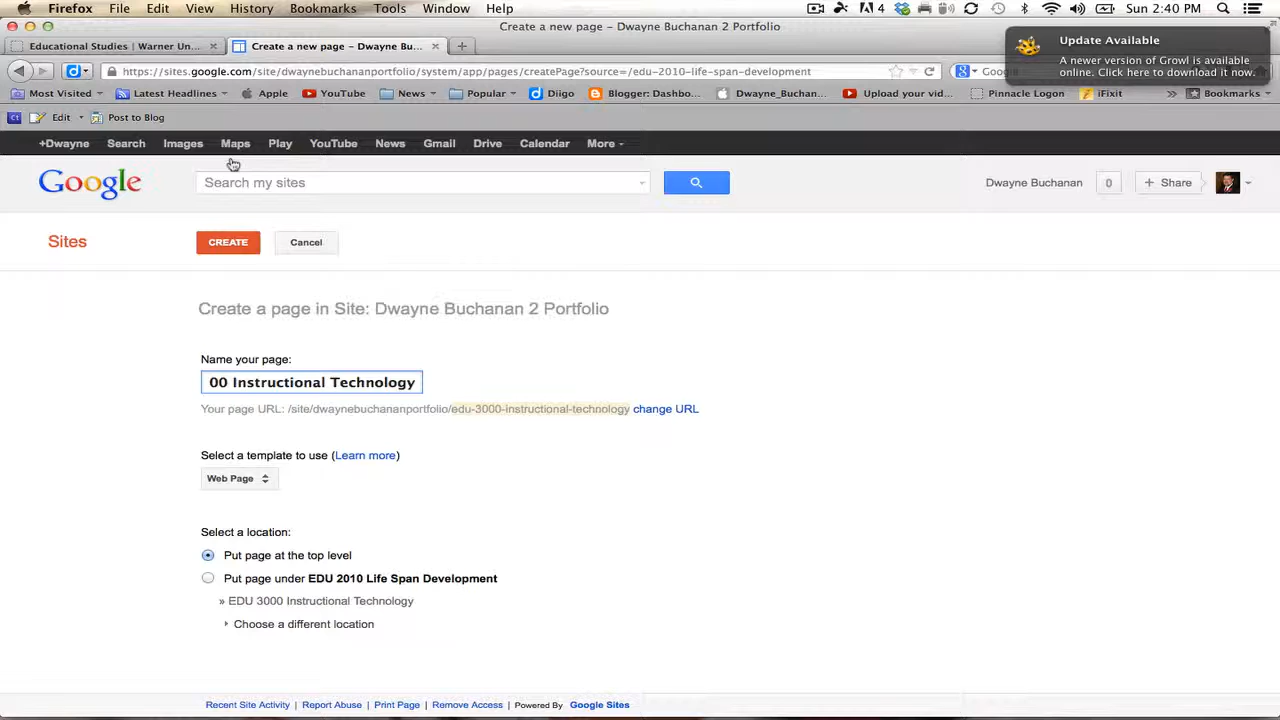 Firefox File Edit View History Bookmarks Tools Window Help 4 Sun 2:40 PM
Create a new page - Dwayne Buchanan 2 Portfolio
Educational Studies | Warner Un... Create a new page – Dwayne Bu...
https://sites.google.com/site/dwaynebuchananportfolio/system/app/pages/createPage?source=/edu-2010-life-span-development Goog
Update Available
A newer version of Growl is available
online. Click here to download it now.
Most Visited Latest Headlines Apple YouTube News Popular Diigo Blogger: Dashbo... Dwayne_Buchan... Upload your vid... Pinnacle Logon iFixit Bookmarks
Edit Post to Blog
+Dwayne Search Images Maps Play YouTube News Gmail Drive Calendar More
Google Search my sites Dwayne Buchanan 0 + Share
Sites CREATE Cancel
Create a page in Site: Dwayne Buchanan 2 Portfolio
Name your page:
00 Instructional Technology
Your page URL: /site/dwaynebuchananportfolio/edu-3000-instructional-technology change URL
Select a template to use (Learn more)
Web Page
Select a location:
Put page at the top level
Put page under EDU 2010 Life Span Development
» EDU 3000 Instructional Technology
Choose a different location
Recent Site Activity | Report Abuse | Print Page | Remove Access | Powered By Google Sites